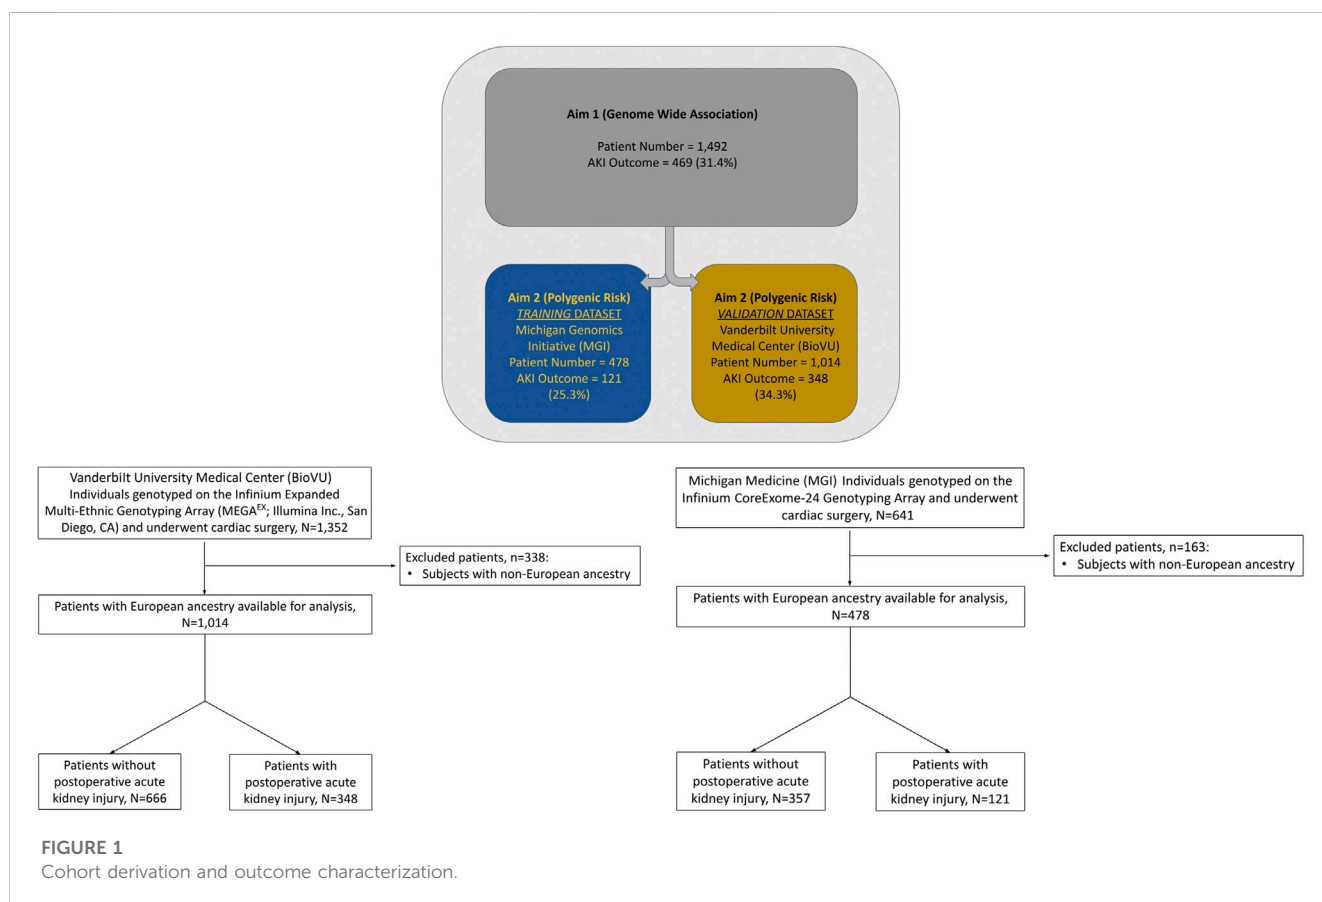 Aim 1 (Genome Wide Association)
Patient Number = 1,492
AKI Outcome = 469 (31.4%)
Aim 2 (Polygenic Risk)
TRAINING DATASET
Michigan Genomics
Initiative (MGI)
Patient Number = 478
AKI Outcome = 121
(25.3%)
Aim 2 (Polygenic Risk)
VALIDATION DATASET
Vanderbilt University
Medical Center (BioVU)
Patient Number = 1,014
AKI Outcome = 348
(34.3%)
Vanderbilt University Medical Center (BioVU)
Individuals genotyped on the Infinium Expanded
Multi-Ethnic Genotyping Array (MEGAEX; Illumina Inc., San
Diego, CA) and underwent cardiac surgery, N=1,352
Excluded patients, n=338:
• Subjects with non-European ancestry
Patients with European ancestry available for analysis,
N=1,014
Patients without
postoperative acute
kidney injury, N=666
Patients with
postoperative acute
kidney injury, N=348
Michigan Medicine (MGI) Individuals genotyped on the
Infinium CoreExome-24 Genotyping Array and underwent
cardiac surgery, N=641
Excluded patients, n=163:
• Subjects with non-European ancestry
Patients with European ancestry available for analysis,
N=478
Patients without
postoperative acute
kidney injury, N=357
Patients with
postoperative acute
kidney injury, N=121
FIGURE 1
Cohort derivation and outcome characterization.